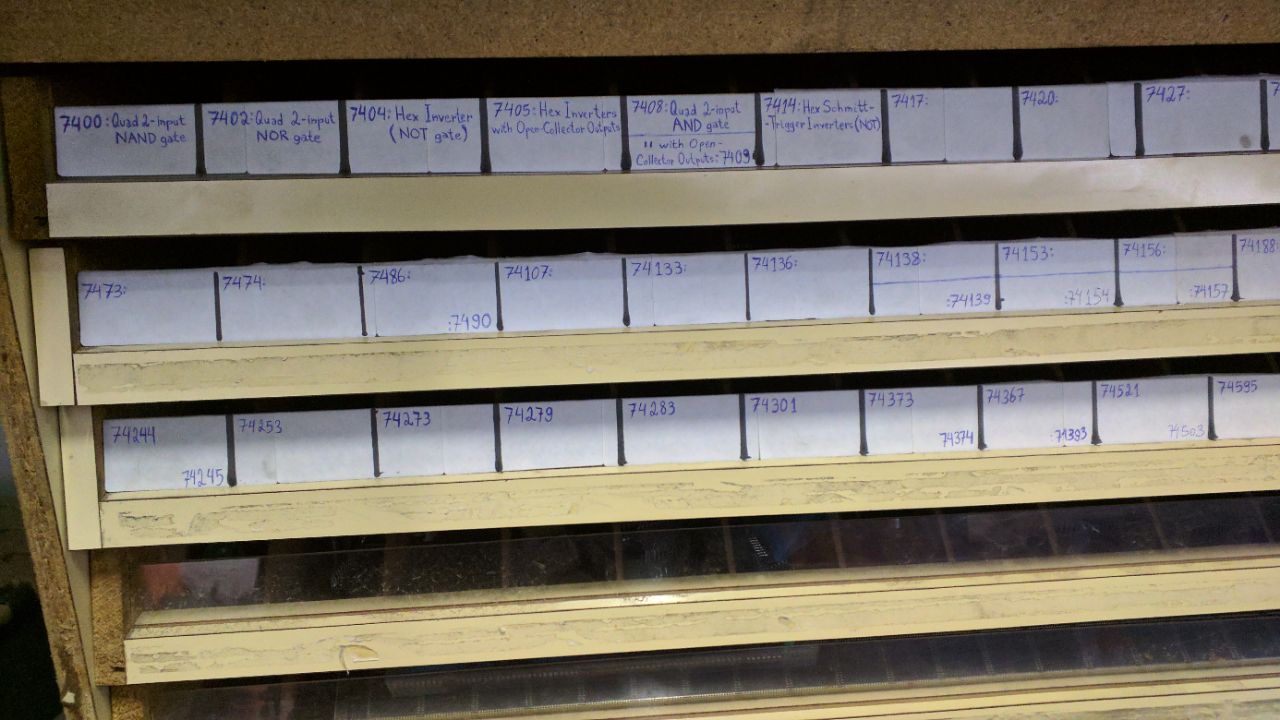 7400: Quad 2-input
NAND gate
7402: Quad 2-input
NOR gate
7404: Hex Inverter
(NOT gate)
7405: Hex Inverters
with Open-Collector Outputs
7408: Quad 2-input
AND gate
" with Open-
Collector Outputs: 7409
7414: Hex Schmitt-
-Trigger Inverters (NOT)
7417:
7420:
7427:
7473:
7474:
7486:
:7490
74107:
74133:
74136:
74138:
:74139
74153:
:74154
74156:
:74157
74188
74244
74245
74253
74273
74279
74283
74301
74373
74374
74367
:74393
74521
74503
74595